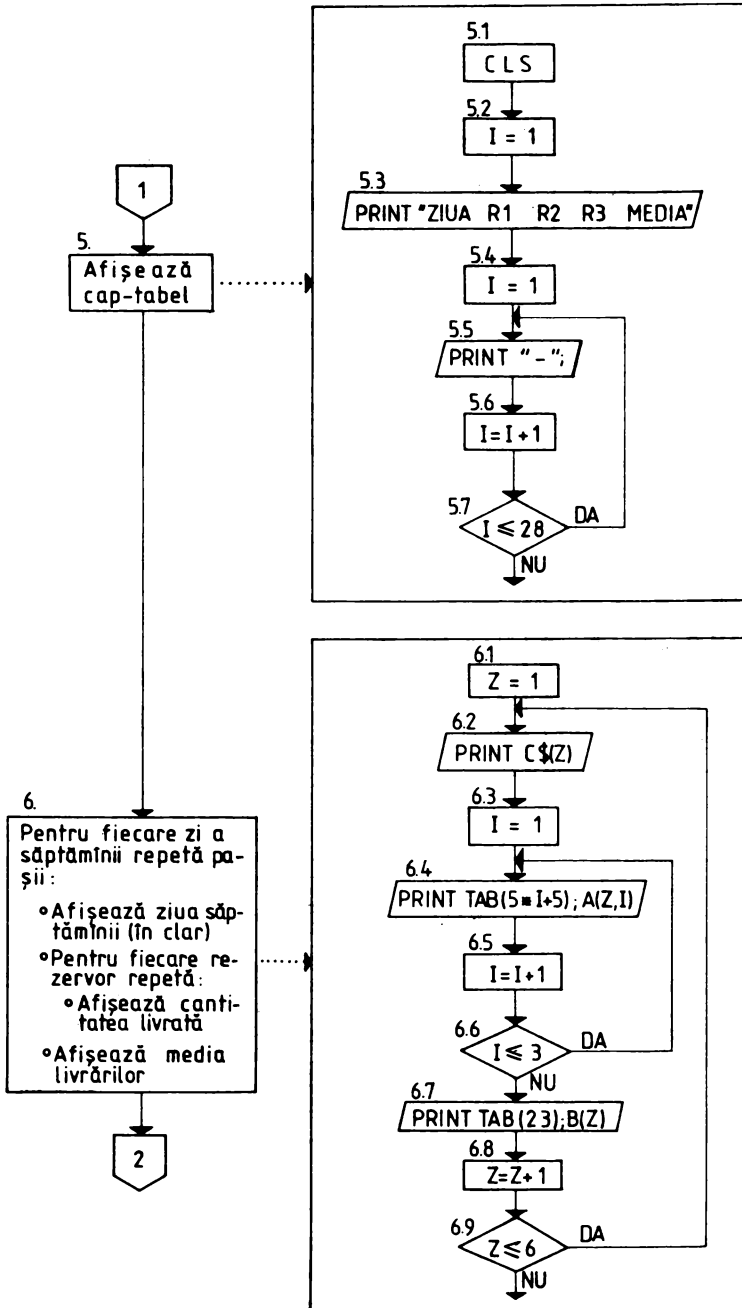 1
5.
Afişează
cap-tabel
5.1
CLS
5.2
I = 1
5.3
PRINT "ZIUA R1 R2 R3 MEDIA"
5.4
I = 1
5.5
PRINT "-";
5.6
I=I+1
5.7
I ≤ 28
DA
NU
6.
Pentru fiecare zi a
săptămînii repetă pa-
şii:
°Afişează ziua săp-
tămînii (în clar)
°Pentru fiecare re-
zervor repetă:
°Afişează canti-
tatea livrată
°Afişează media
livrărilor
2
6.1
Z = 1
6.2
PRINT C$(Z)
6.3
I = 1
6.4
PRINT TAB(5*I+5); A(Z,I)
6.5
I=I+1
6.6
I ≤ 3
DA
NU
6.7
PRINT TAB(23);B(Z)
6.8
Z=Z+1
6.9
Z≤6
DA
NU